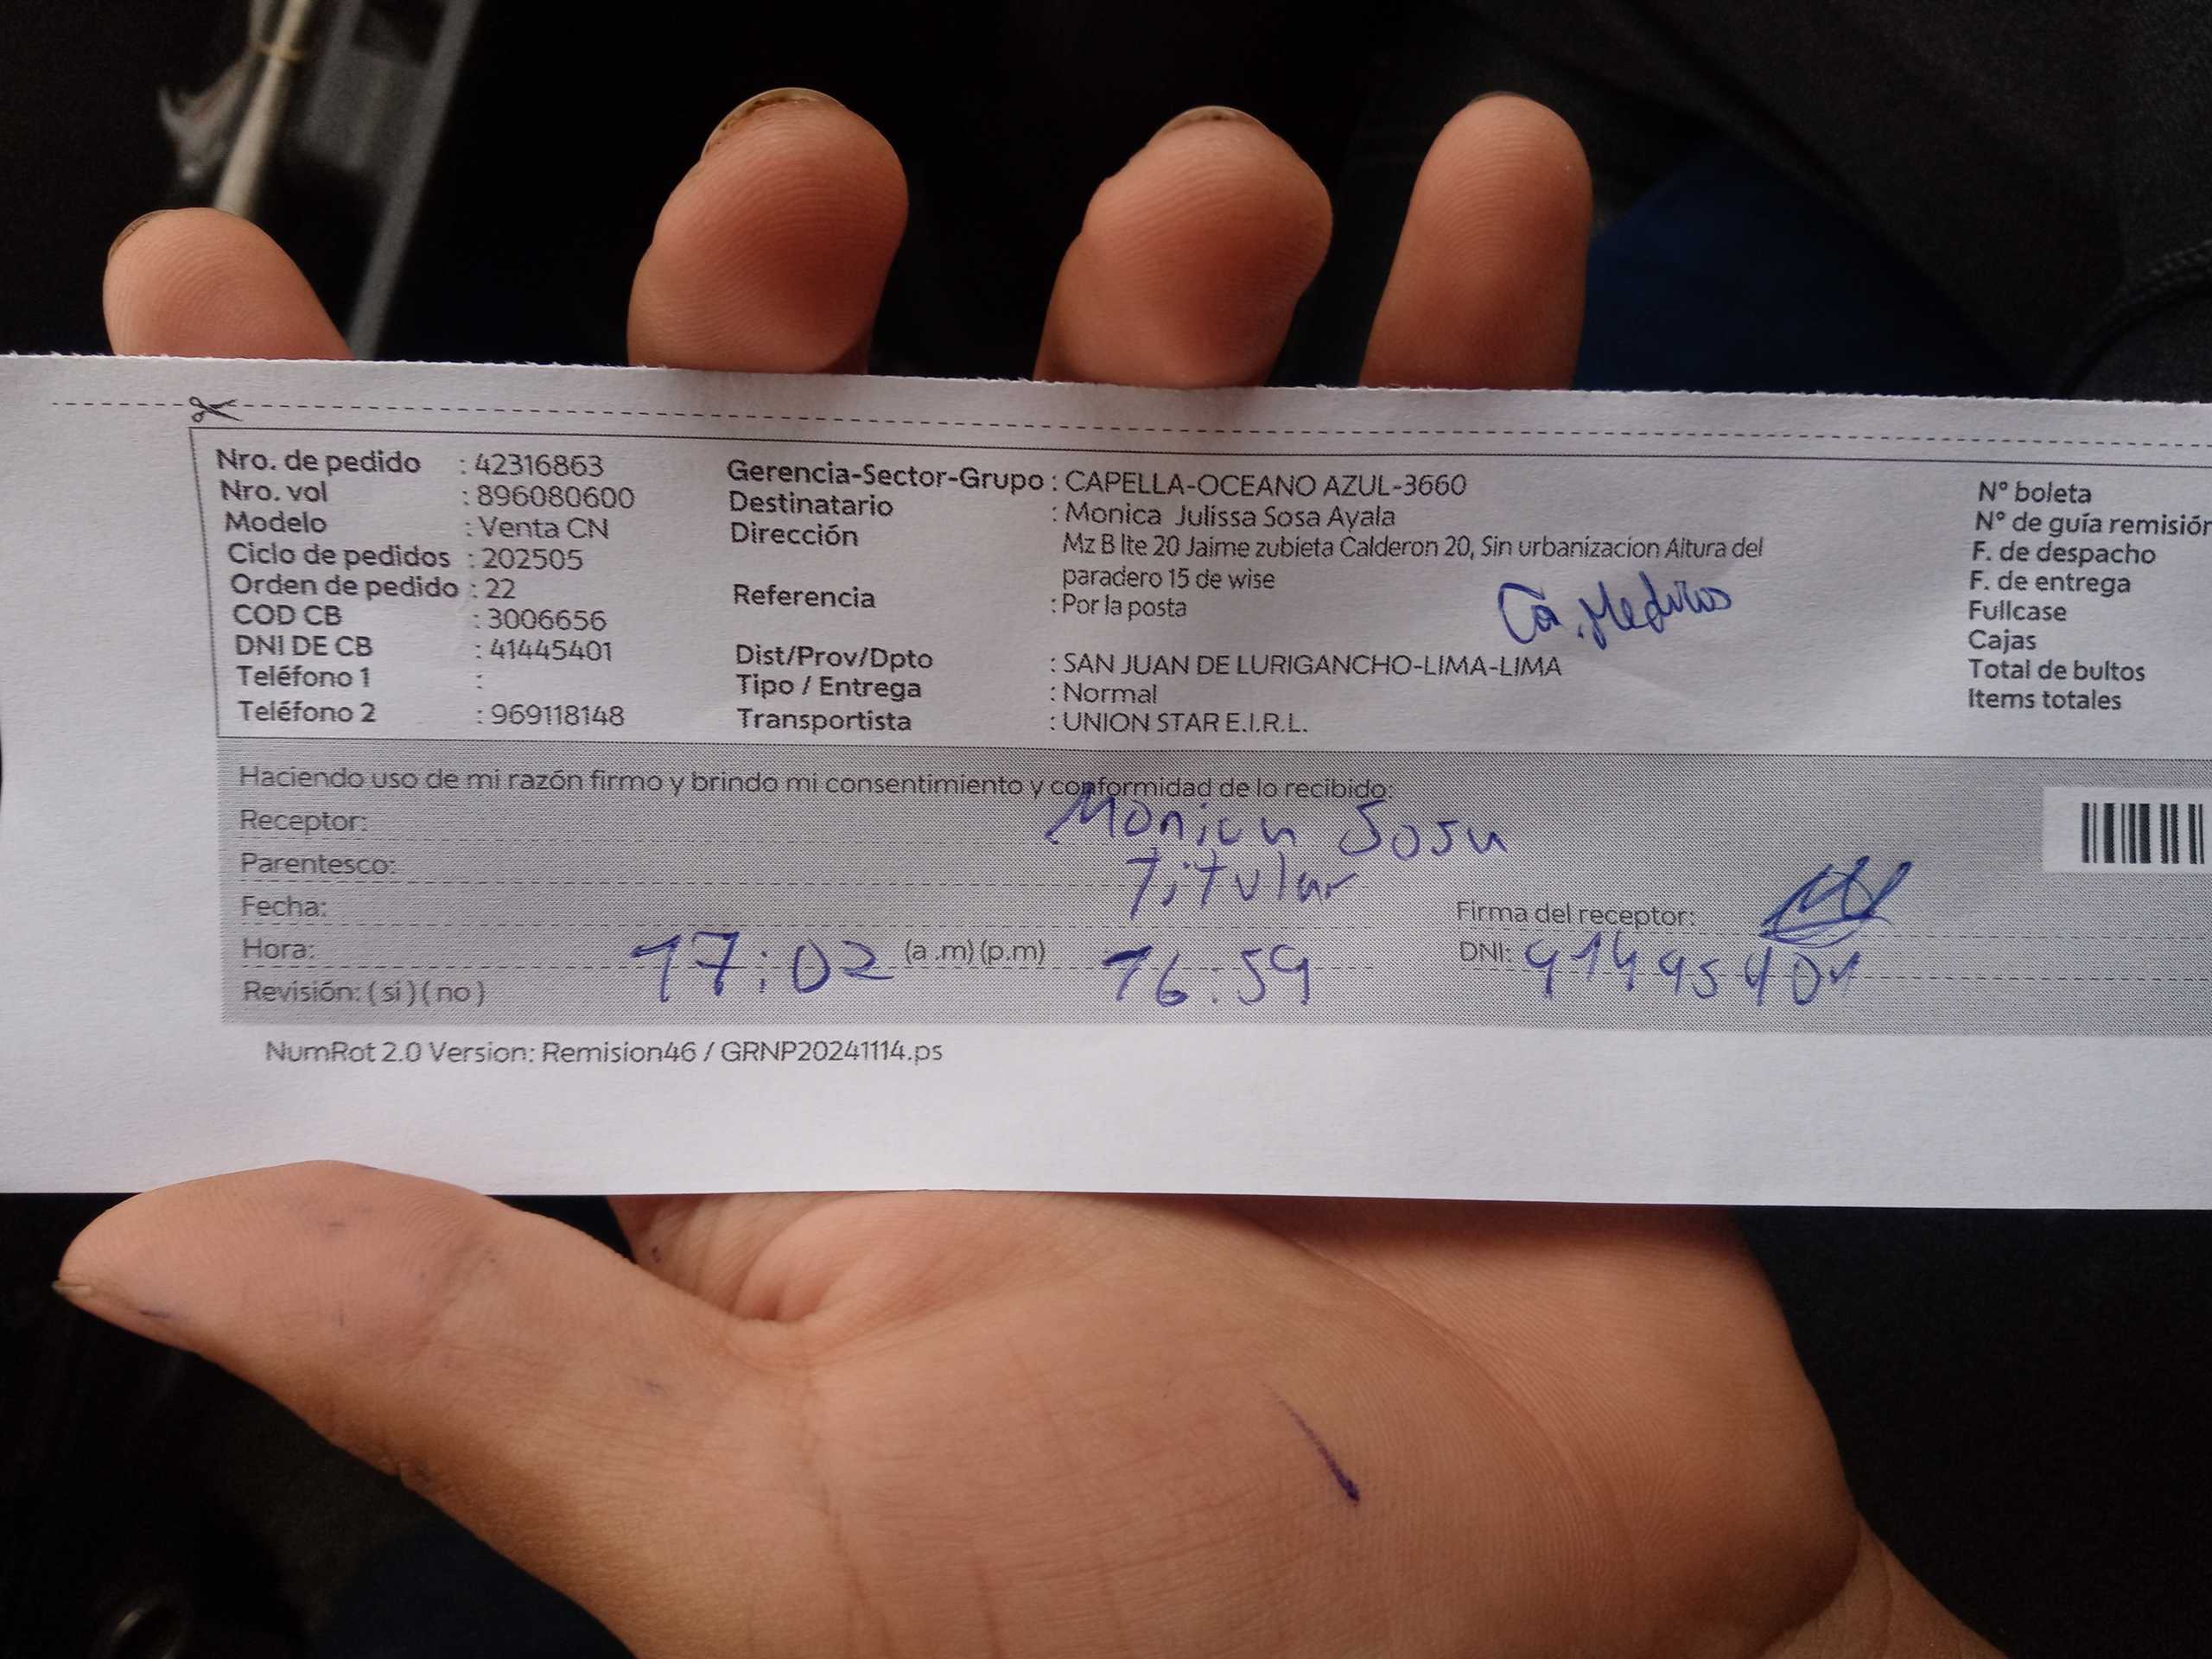 Nro. de pedido : 42316863
Nro. vol : 896080600
Modelo : Venta CN
Ciclo de pedidos : 202505
Orden de pedido : 22
COD CB : 3006656
DNI DE CB : 41445401
Teléfono 1 :
Teléfono 2 : 969118148
Gerencia-Sector-Grupo : CAPELLA-OCEANO AZUL-3660
Destinatario : Monica Julissa Sosa Ayala
Dirección Mz B lte 20 Jaime zubieta Calderon 20, Sin urbanizacion Altura del
paradero 15 de wise
Referencia : Por la posta
Dist/Prov/Dpto : SAN JUAN DE LURIGANCHO-LIMA-LIMA
Tipo / Entrega : Normal
Transportista : UNION STAR E.I.R.L.
N° boleta
N° de guía remisión
F. de despacho
F. de entrega
Fullcase
Cajas
Total de bultos
Items totales
Haciendo uso de mi razón firmo y brindo mi consentimiento y conformidad de lo recibido:
Receptor: Monica Sosa
Parentesco: Titular
Fecha:
Firma del receptor:
Hora: 17:02 (a.m) (p.m) 16:59
DNI:
Revisión: ( si ) ( no )
NumRot 2.0 Version: Remision46 / GRNP20241114.ps